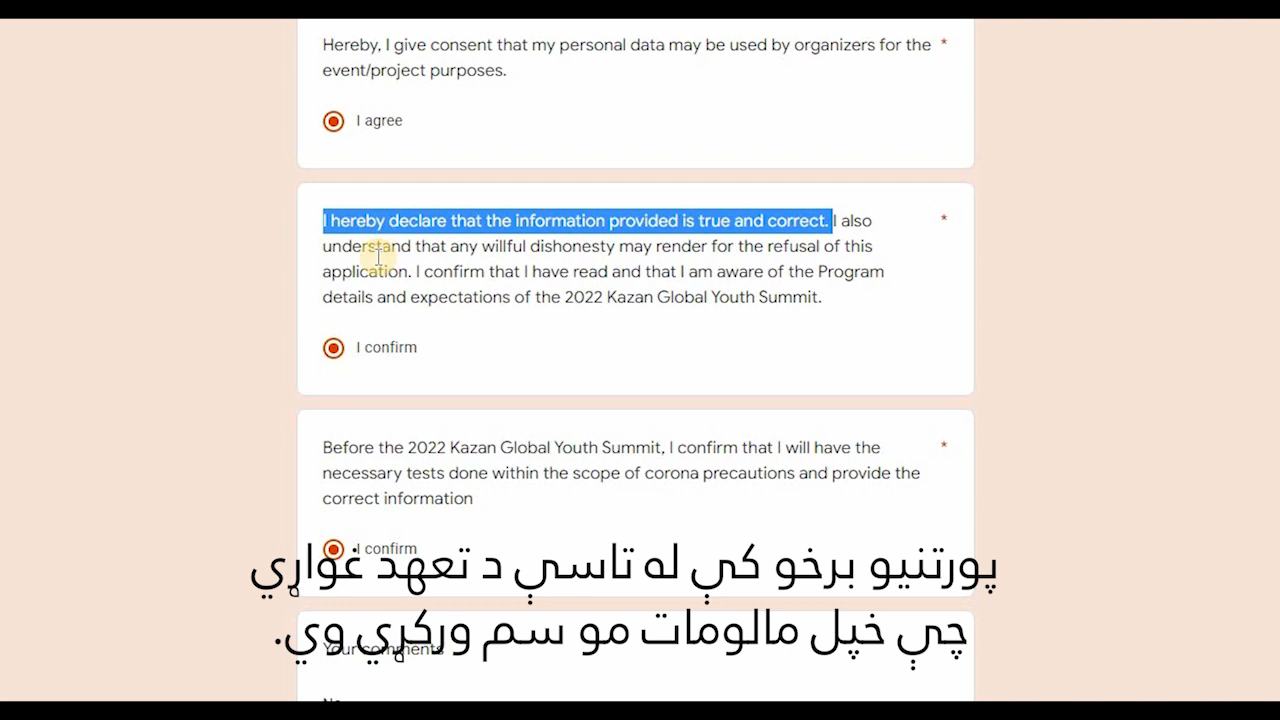 Hereby, I give consent that my personal data may be used by organizers for the *
event/project purposes.
I agree
I hereby declare that the information provided is true and correct. I also *
understand that any willful dishonesty may render for the refusal of this
application. I confirm that I have read and that I am aware of the Program
details and expectations of the 2022 Kazan Global Youth Summit.
I confirm
Before the 2022 Kazan Global Youth Summit, I confirm that I will have the *
necessary tests done within the scope of corona precautions and provide the
correct information
I confirm
پورتنیو برخو کې له تاسې د تعهد غواړي
چې خپل مالومات مو سم ورکړي وي.
Your comments